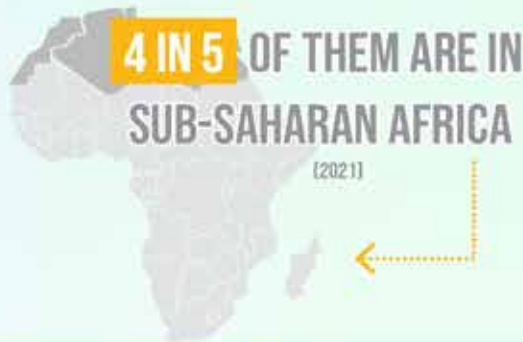 4 IN 5 OF THEM ARE IN
SUB-SAHARAN AFRICA
(2021)